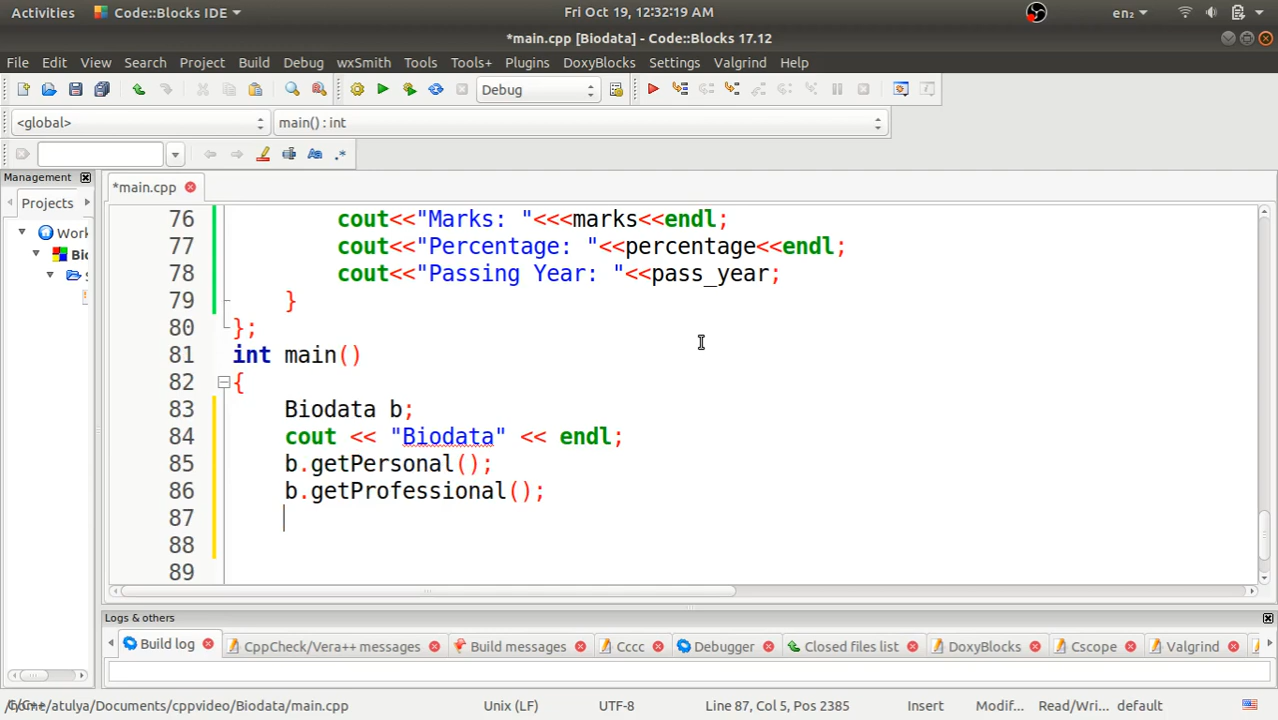 Activities Code::Blocks IDE Fri Oct 19, 12:32:19 AM en₂
*main.cpp [Biodata] - Code::Blocks 17.12
File Edit View Search Project Build Debug wxSmith Tools Tools+ Plugins DoxyBlocks Settings Valgrind Help
Debug
<global> main() : int
Management
*main.cpp
Projects
Work
Bio
76 cout<<"Marks: "<<<marks<<endl;
77 cout<<"Percentage: "<<percentage<<endl;
78 cout<<"Passing Year: "<<pass_year;
79 }
80 };
81 int main()
82 {
83 Biodata b;
84 cout << "Biodata" << endl;
85 b.getPersonal();
86 b.getProfessional();
87
88
89
Logs & others
Build log CppCheck/Vera++ messages Build messages Cccc Debugger Closed files list DoxyBlocks Cscope Valgrind
/home/atulya/Documents/cppvideo/Biodata/main.cpp Unix (LF) UTF-8 Line 87, Col 5, Pos 2385 Insert Modif... Read/Wri... default